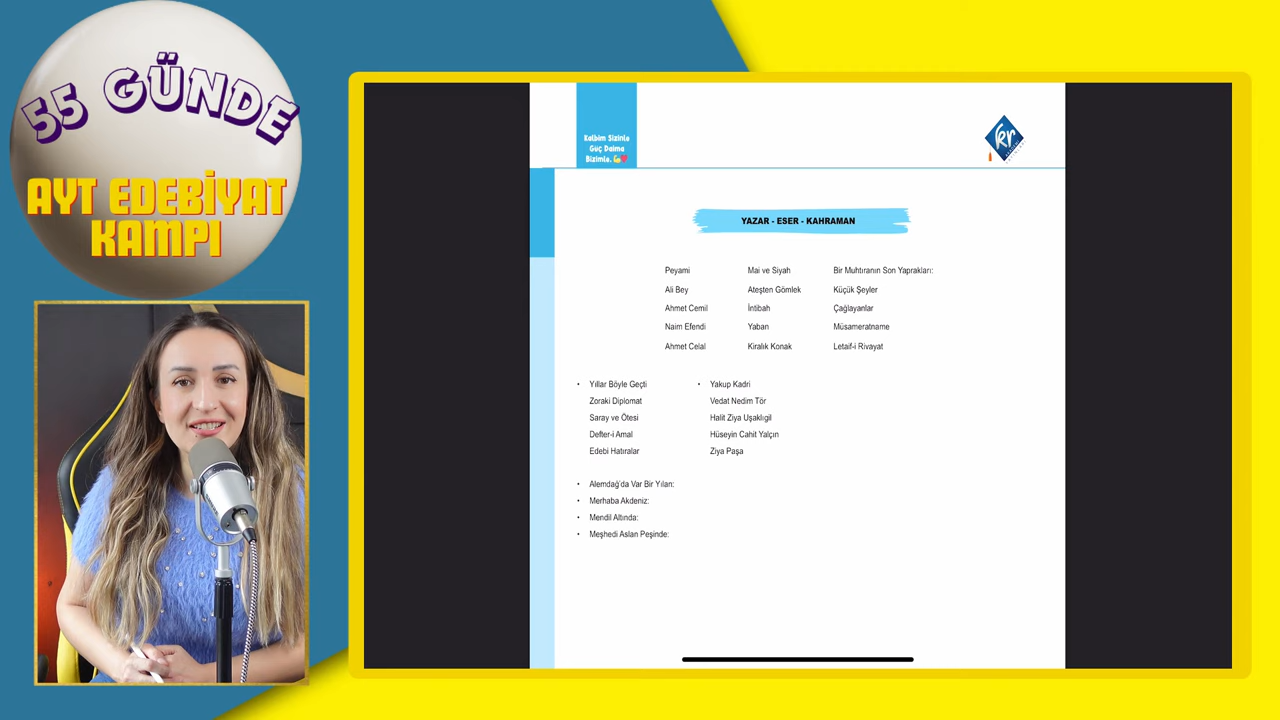 55 GÜNDE
AYT EDEBİYAT
KAMPI
Kalbim Sizinle
Güç Daima
Bizimle.
kr
YAZAR - ESER - KAHRAMAN
Peyami Mai ve Siyah Bir Muhtıranın Son Yaprakları:
Ali Bey Ateşten Gömlek Küçük Şeyler
Ahmet Cemil İntibah Çağlayanlar
Naim Efendi Yaban Müsameratname
Ahmet Celal Kiralık Konak Letaif-i Rivayat
• Yıllar Böyle Geçti • Yakup Kadri
Zoraki Diplomat Vedat Nedim Tör
Saray ve Ötesi Halit Ziya Uşaklıgil
Defter-i Amal Hüseyin Cahit Yalçın
Edebi Hatıralar Ziya Paşa
• Alemdağ'da Var Bir Yılan:
• Merhaba Akdeniz:
• Mendil Altında:
• Meşhedi Aslan Peşinde: